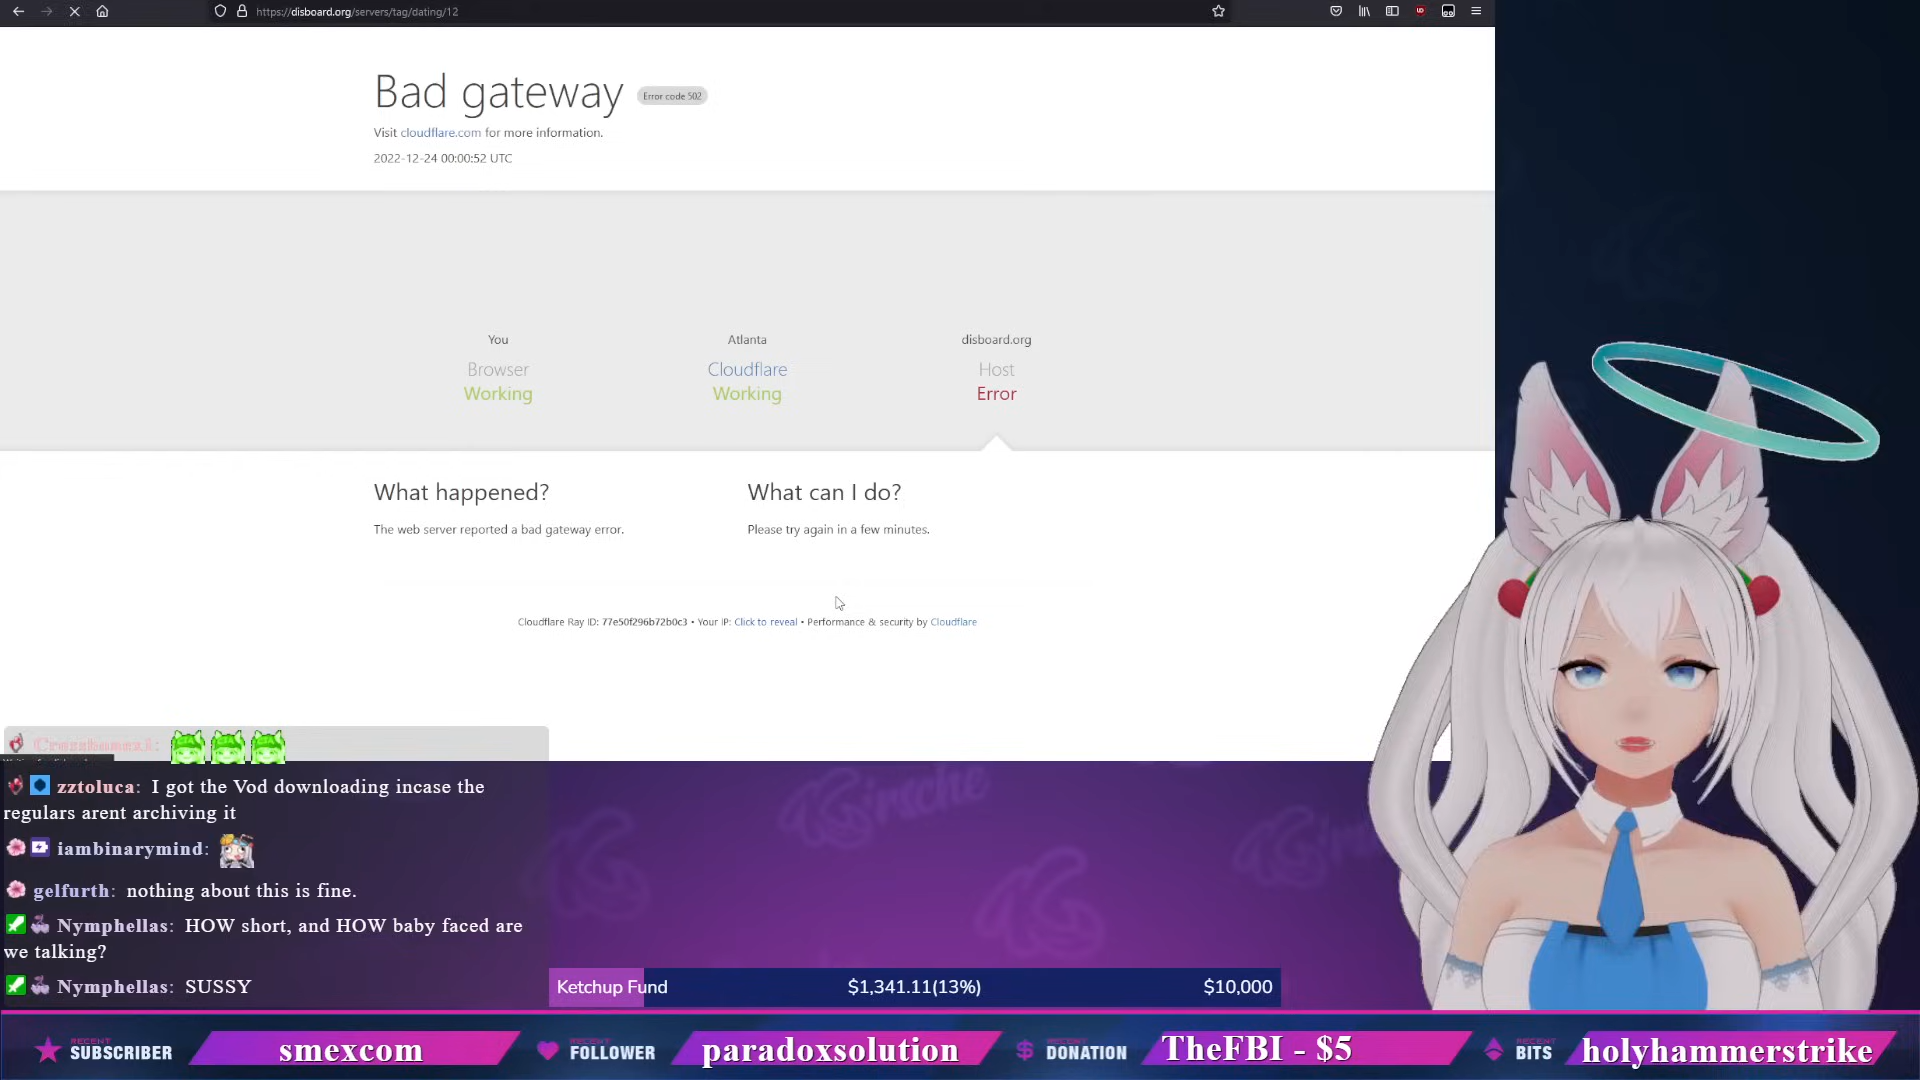 https://disboard.org/servers/tag/dating/12
Bad gateway Error code 502
Visit cloudflare.com for more information.
2022-12-24 00:00:52 UTC
You
Browser
Working
Atlanta
Cloudflare
Working
disboard.org
Host
Error
What happened?
The web server reported a bad gateway error.
What can I do?
Please try again in a few minutes.
Cloudflare Ray ID: 77e50f296b72b0c3 • Your IP: Click to reveal • Performance & security by Cloudflare
zztoluca: I got the Vod downloading incase the
regulars arent archiving it
iambinarymind:
gelfurth: nothing about this is fine.
Nymphellas: HOW short, and HOW baby faced are
we talking?
Nymphellas: SUSSY
Girsche
Ketchup Fund $1,341.11(13%) $10,000
RECENT
SUBSCRIBER
smexcom
RECENT
FOLLOWER
paradoxsolution
RECENT
DONATION
TheFBI - $5
RECENT
BITS
holyhammerstrike